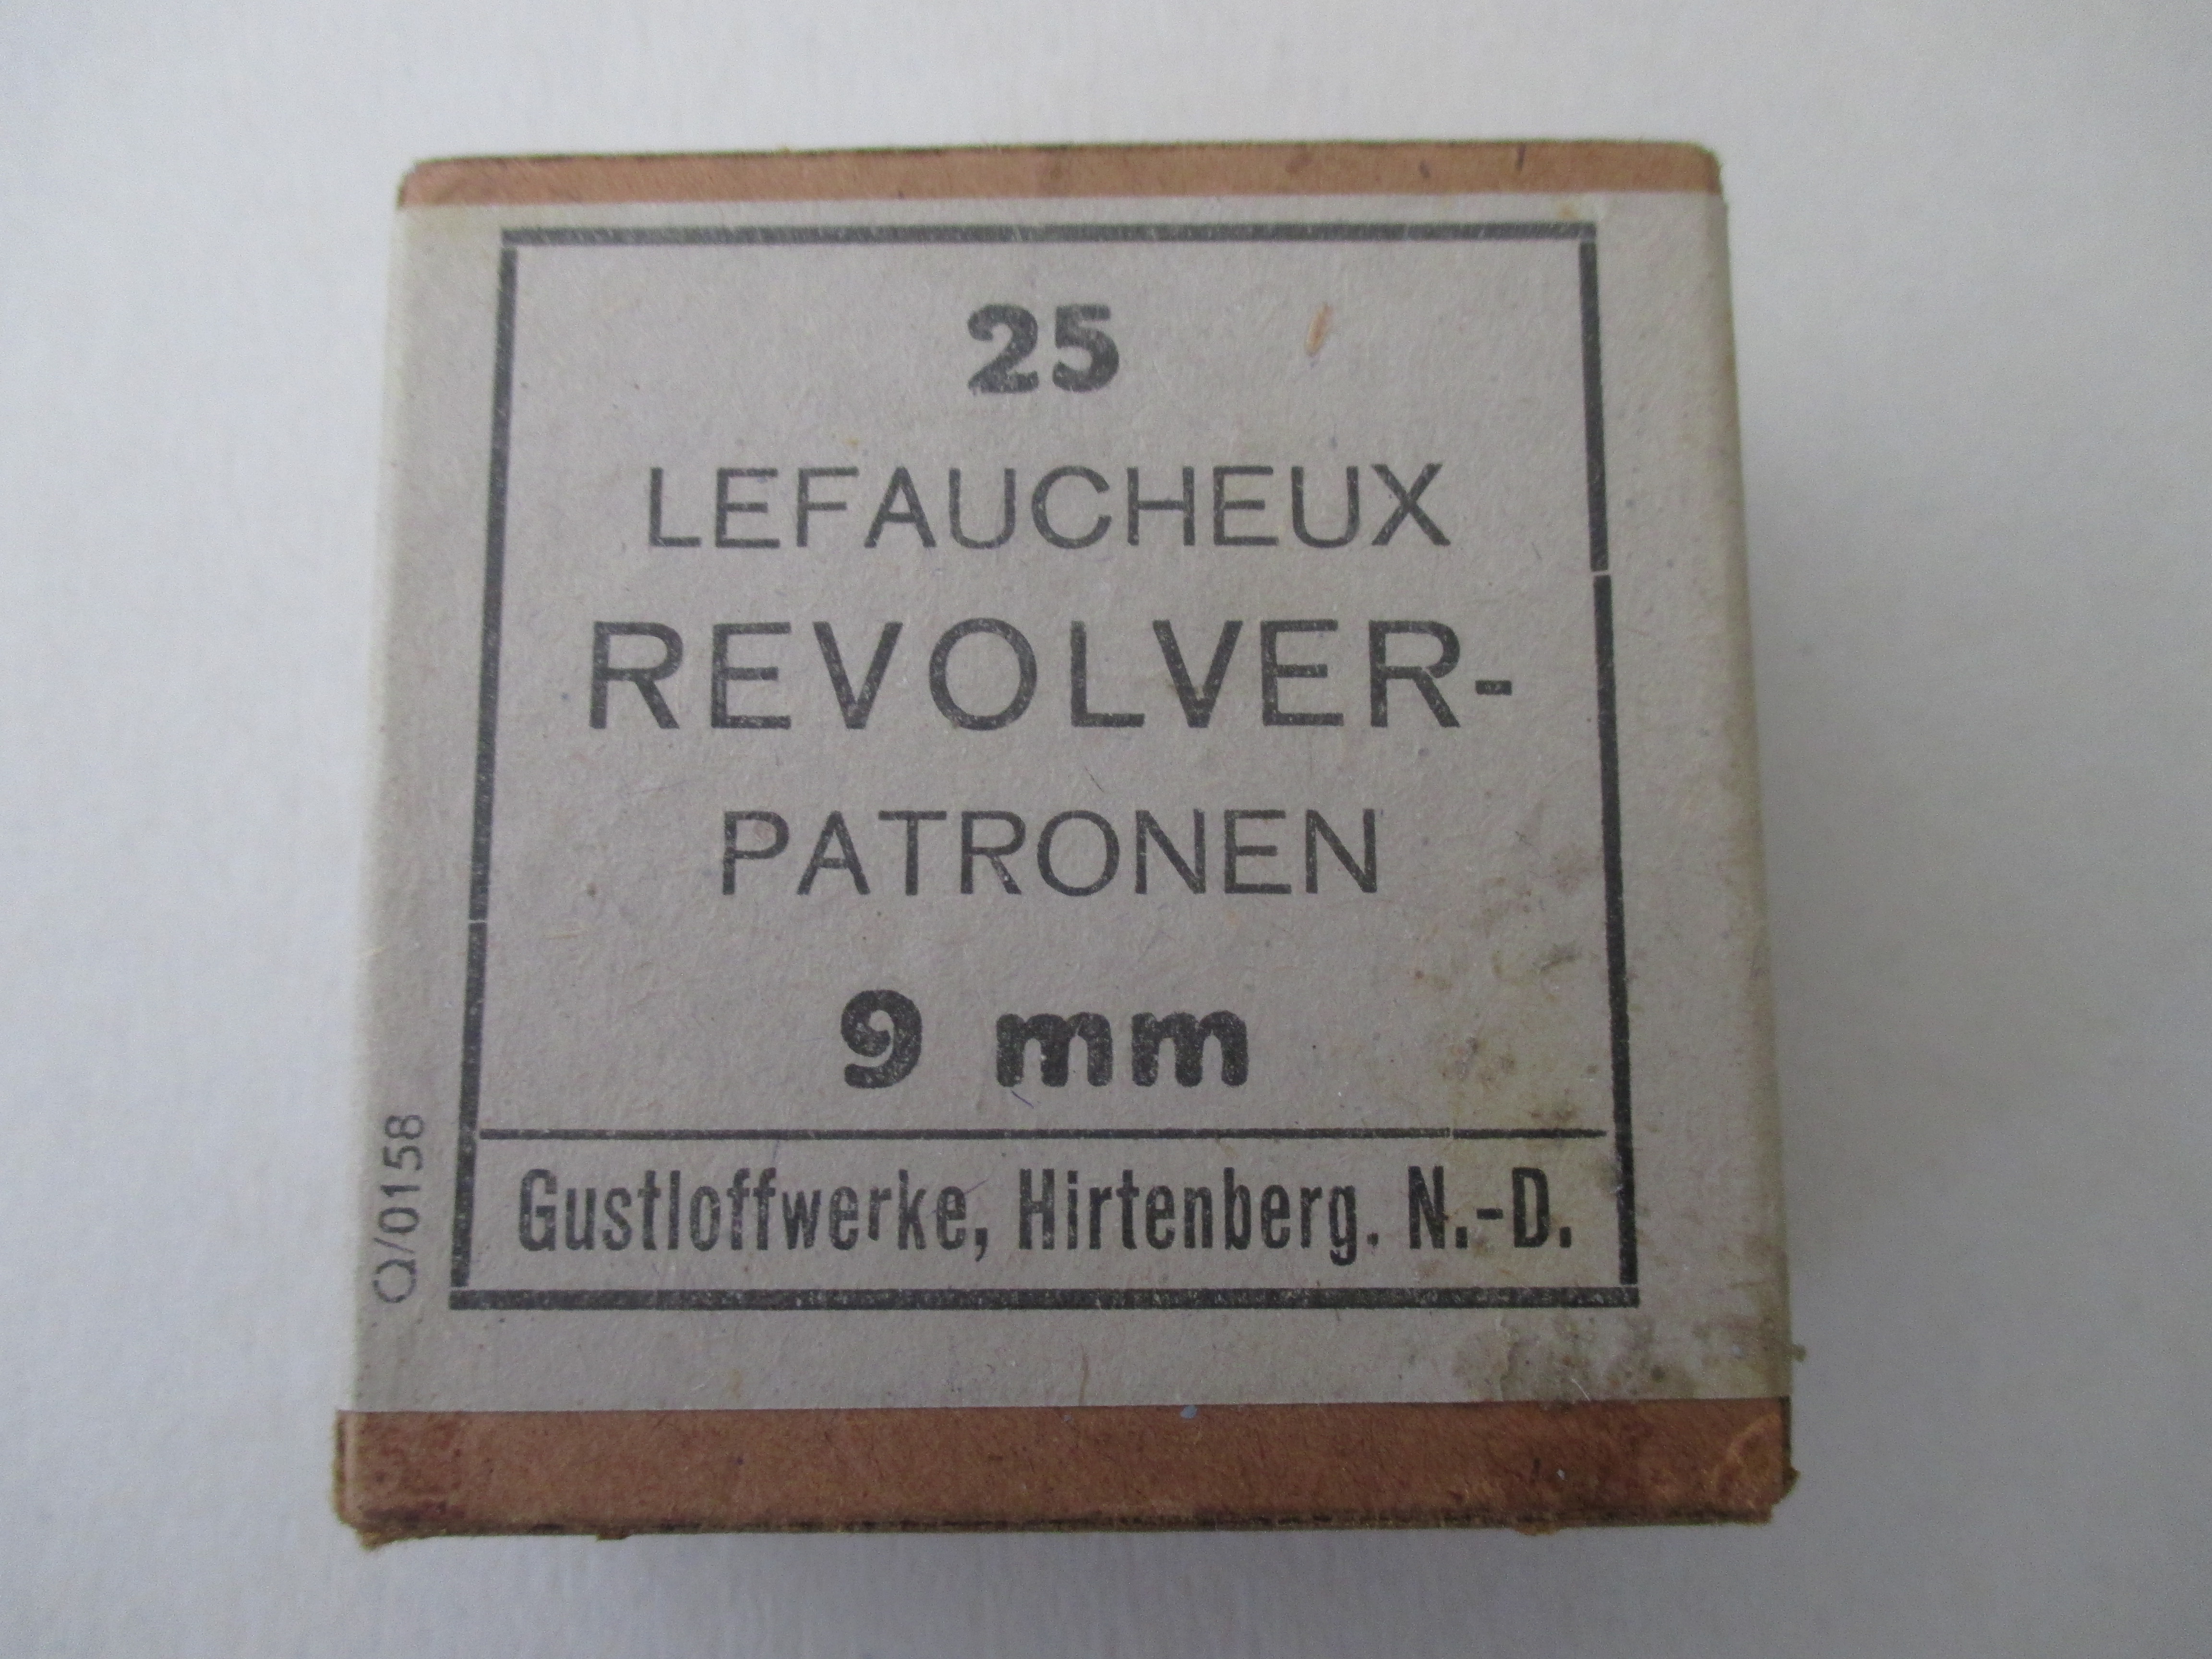 25
LEFAUCHEUX
REVOLVER-
PATRONEN
9 mm
Gustloffwerke, Hirtenberg. N.-D.
Q/0158